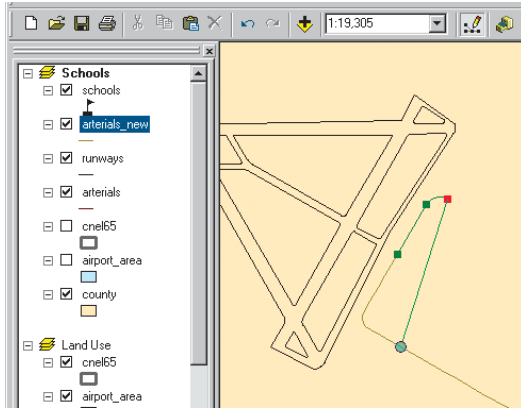 1:19,305
Schools
schools
arterials_new
runways
arterials
cnel65
airport_area
county
Land Use
cnel65
airport_area